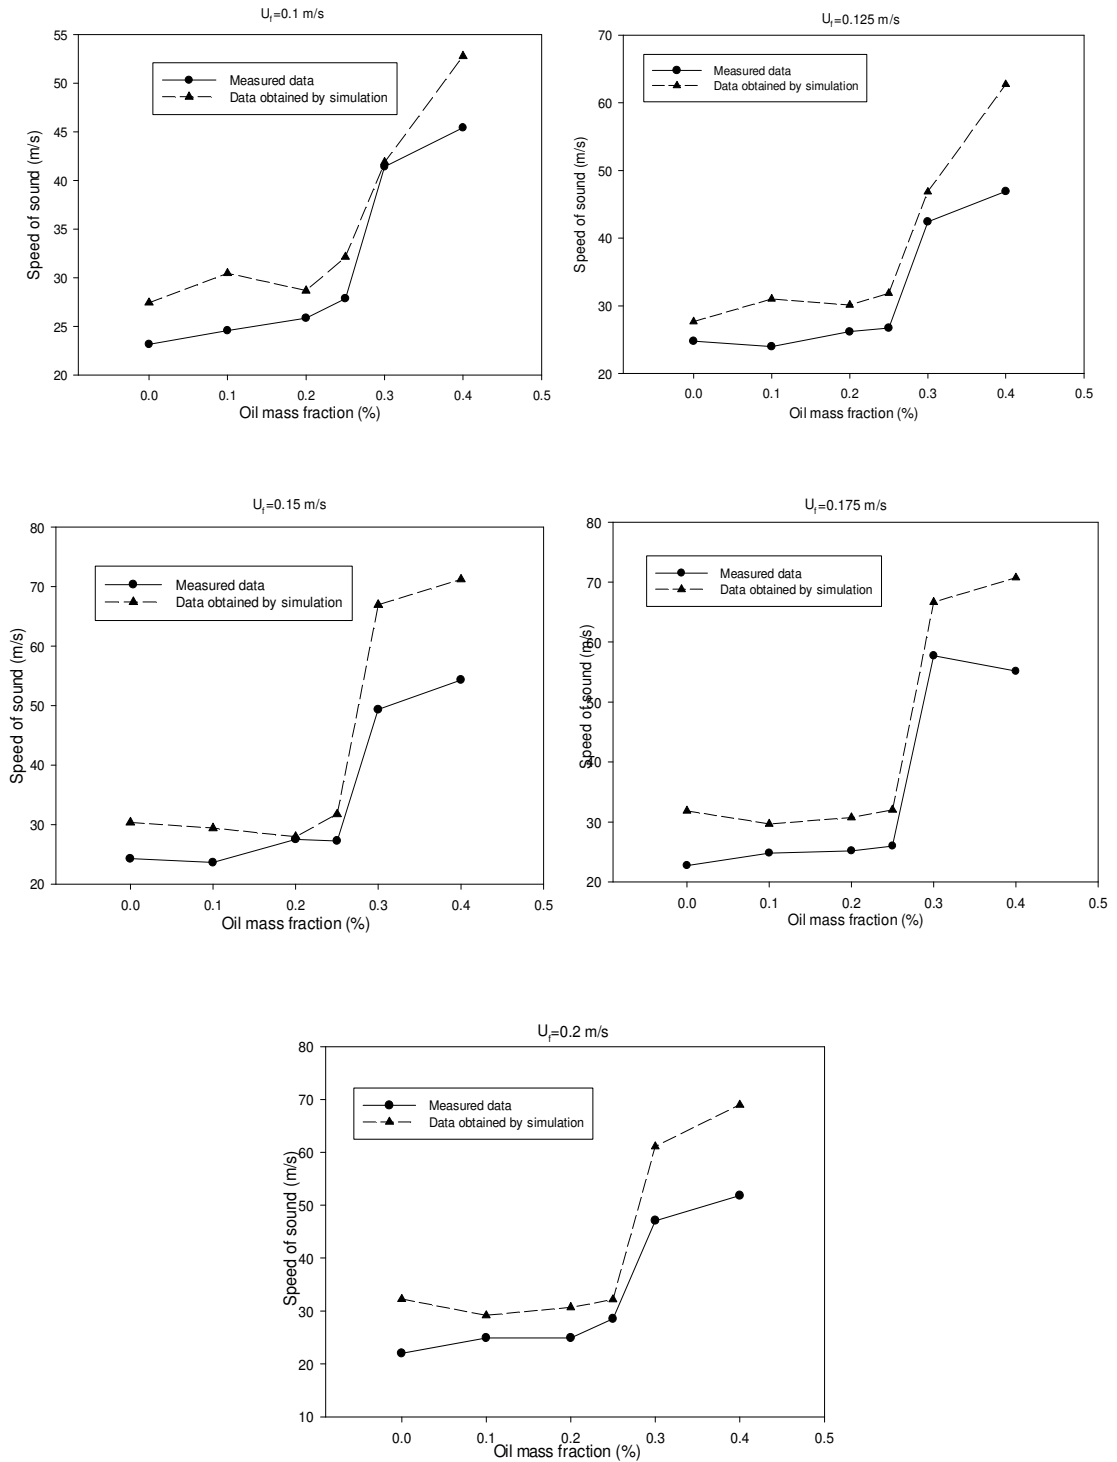 U_f=0.1 m/s
55
50
45
40
35
30
25
20
Speed of sound (m/s)
Measured data
Data obtained by simulation
0.0 0.1 0.2 0.3 0.4 0.5
Oil mass fraction (%)
U_f=0.125 m/s
70
60
50
40
30
20
Speed of sound (m/s)
Measured data
Data obtained by simulation
0.0 0.1 0.2 0.3 0.4 0.5
Oil mass fraction (%)
U_f=0.15 m/s
80
70
60
50
40
30
20
Speed of sound (m/s)
Measured data
Data obtained by simulation
0.0 0.1 0.2 0.3 0.4 0.5
Oil mass fraction (%)
U_f=0.175 m/s
80
70
60
50
40
30
20
Speed of sound (m/s)
Measured data
Data obtained by simulation
0.0 0.1 0.2 0.3 0.4 0.5
Oil mass fraction (%)
U_f=0.2 m/s
80
70
60
50
40
30
20
10
Speed of sound (m/s)
Measured data
Data obtained by simulation
0.0 0.1 0.2 0.3 0.4 0.5
Oil mass fraction (%)